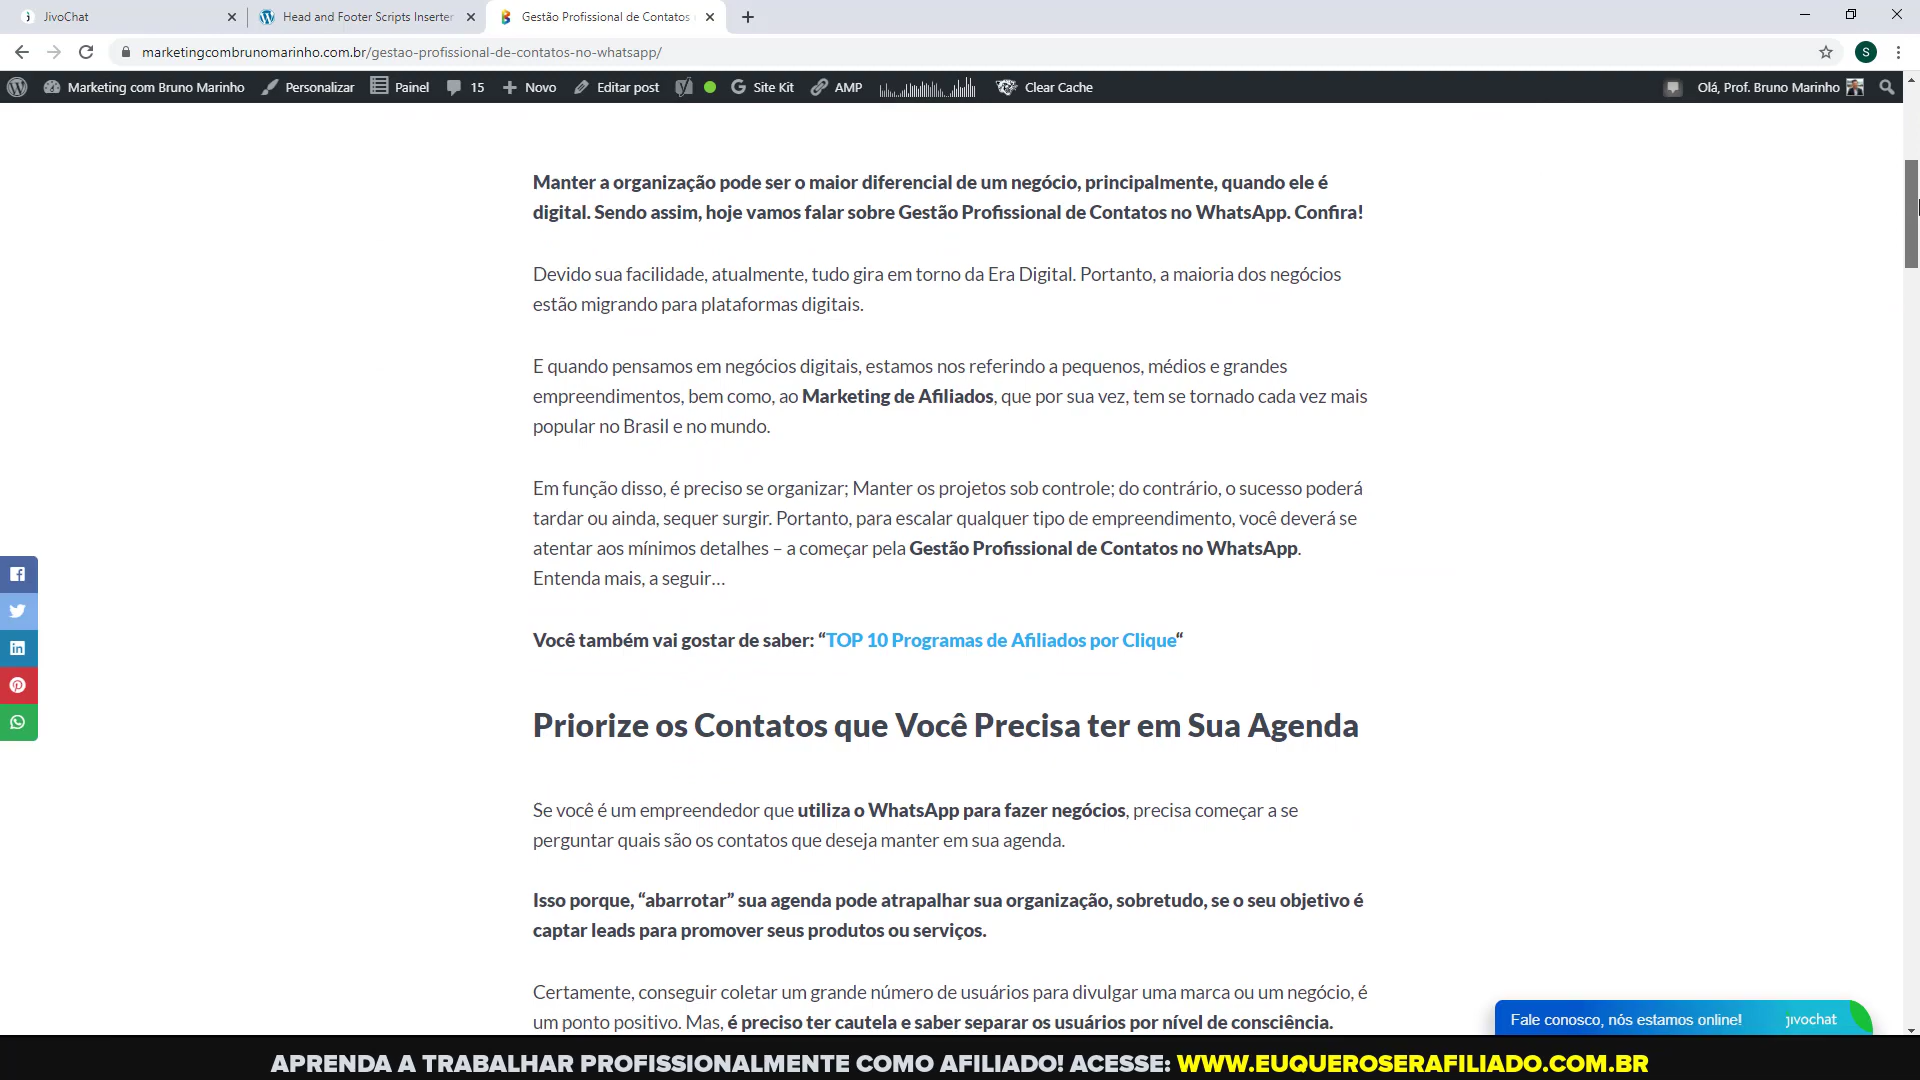 JivoChat
Head and Footer Scripts Inserter
Gestão Profissional de Contatos
marketingcombrunomarinho.com.br/gestao-profissional-de-contatos-no-whatsapp/
S
Marketing com Bruno Marinho Personalizar Painel 15 Novo Editar post Site Kit AMP Clear Cache Olá, Prof. Bruno Marinho
Manter a organização pode ser o maior diferencial de um negócio, principalmente, quando ele é
digital. Sendo assim, hoje vamos falar sobre Gestão Profissional de Contatos no WhatsApp. Confira!
Devido sua facilidade, atualmente, tudo gira em torno da Era Digital. Portanto, a maioria dos negócios
estão migrando para plataformas digitais.
E quando pensamos em negócios digitais, estamos nos referindo a pequenos, médios e grandes
empreendimentos, bem como, ao Marketing de Afiliados, que por sua vez, tem se tornado cada vez mais
popular no Brasil e no mundo.
Em função disso, é preciso se organizar; Manter os projetos sob controle; do contrário, o sucesso poderá
tardar ou ainda, sequer surgir. Portanto, para escalar qualquer tipo de empreendimento, você deverá se
atentar aos mínimos detalhes – a começar pela Gestão Profissional de Contatos no WhatsApp.
Entenda mais, a seguir…
Você também vai gostar de saber: “TOP 10 Programas de Afiliados por Clique“
Priorize os Contatos que Você Precisa ter em Sua Agenda
Se você é um empreendedor que utiliza o WhatsApp para fazer negócios, precisa começar a se
perguntar quais são os contatos que deseja manter em sua agenda.
Isso porque, “abarrotar” sua agenda pode atrapalhar sua organização, sobretudo, se o seu objetivo é
captar leads para promover seus produtos ou serviços.
Certamente, conseguir coletar um grande número de usuários para divulgar uma marca ou um negócio, é
um ponto positivo. Mas, é preciso ter cautela e saber separar os usuários por nível de consciência.
Fale conosco, nós estamos online! jivochat
APRENDA A TRABALHAR PROFISSIONALMENTE COMO AFILIADO! ACESSE: WWW.EUQUEROSERAFILIADO.COM.BR